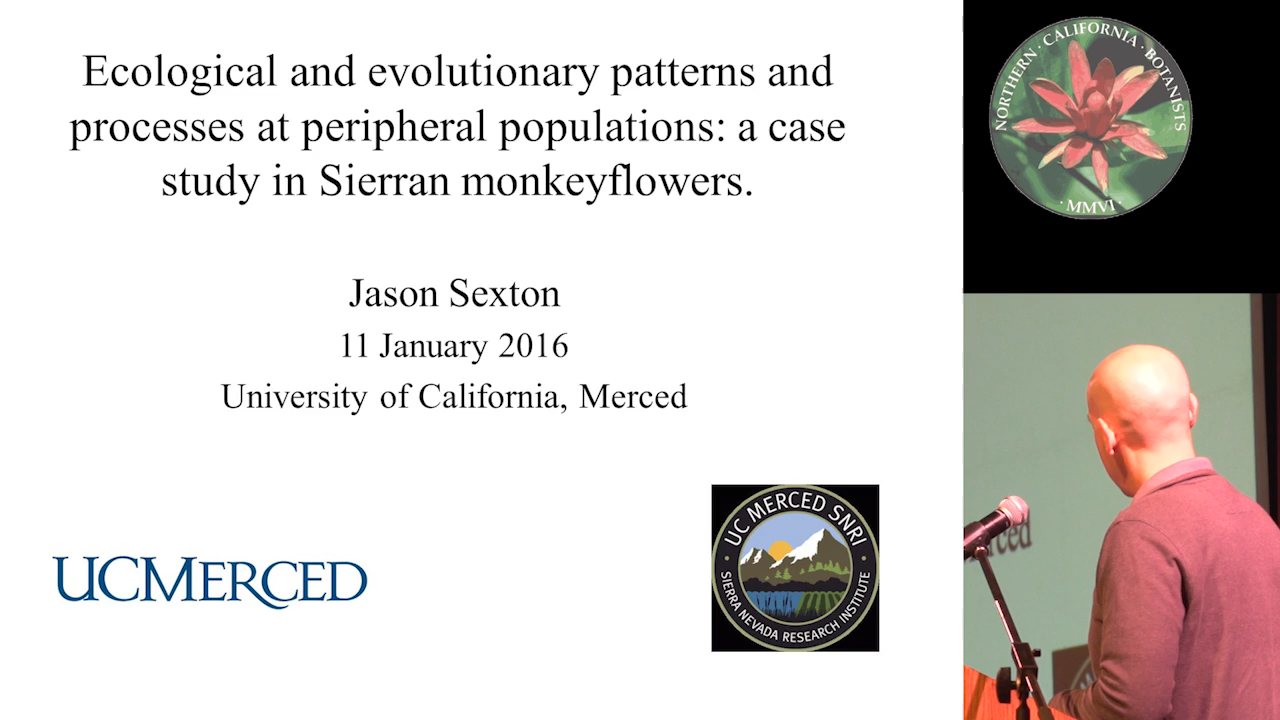 Ecological and evolutionary patterns and
processes at peripheral populations: a case
study in Sierran monkeyflowers.
Jason Sexton
11 January 2016
University of California, Merced
UCMERCED
UC MERCED SNRI
SIERRA NEVADA RESEARCH INSTITUTE
NORTHERN · CALIFORNIA · BOTANISTS
· MMVI ·
rced